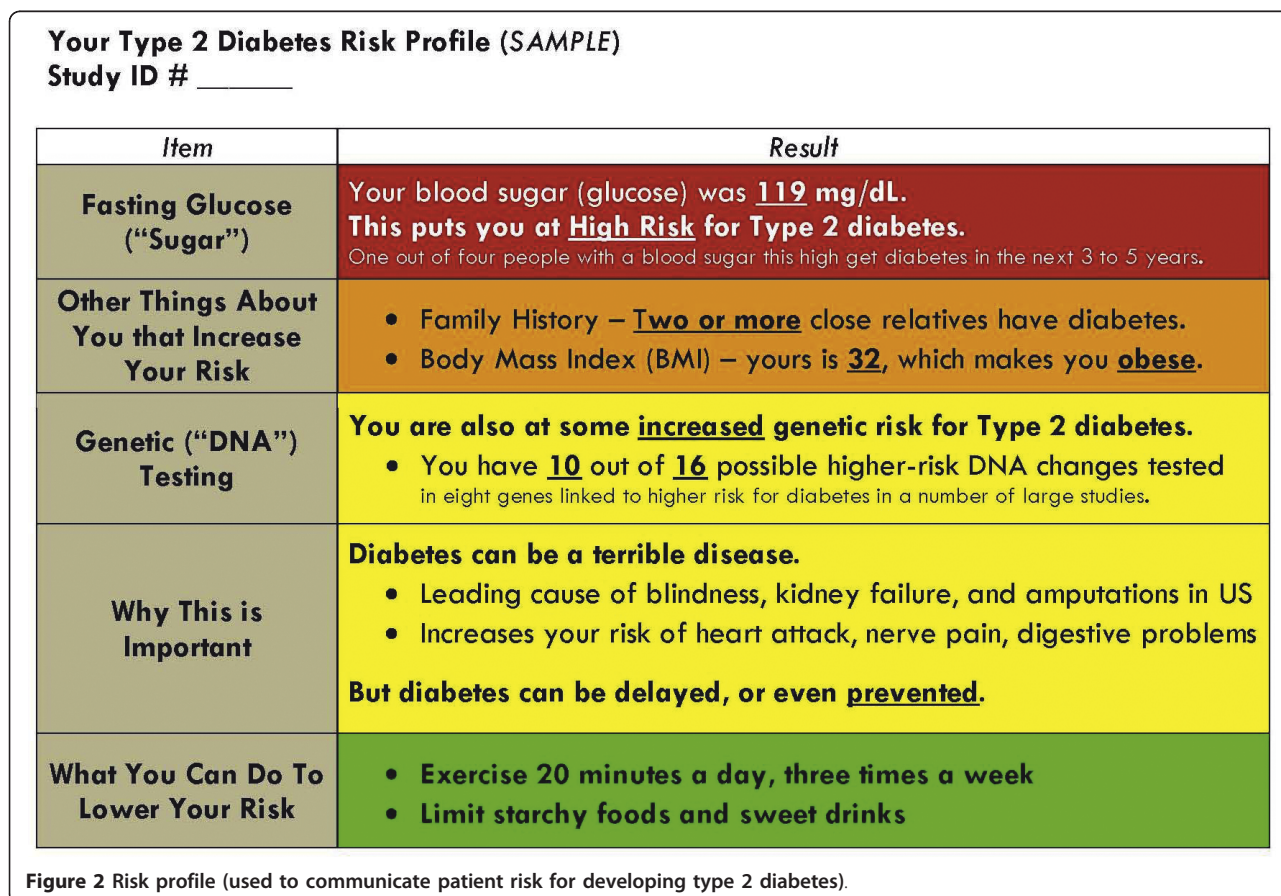 Your Type 2 Diabetes Risk Profile (SAMPLE)
Study ID # ______
Item
Result
Fasting Glucose
(“Sugar”)
Your blood sugar (glucose) was 119 mg/dL.
This puts you at High Risk for Type 2 diabetes.
One out of four people with a blood sugar this high get diabetes in the next 3 to 5 years.
Other Things About
You that Increase
Your Risk
• Family History – Two or more close relatives have diabetes.
• Body Mass Index (BMI) – yours is 32, which makes you obese.
Genetic (“DNA”)
Testing
You are also at some increased genetic risk for Type 2 diabetes.
• You have 10 out of 16 possible higher-risk DNA changes tested
in eight genes linked to higher risk for diabetes in a number of large studies.
Why This is
Important
Diabetes can be a terrible disease.
• Leading cause of blindness, kidney failure, and amputations in US
• Increases your risk of heart attack, nerve pain, digestive problems
But diabetes can be delayed, or even prevented.
What You Can Do To
Lower Your Risk
• Exercise 20 minutes a day, three times a week
• Limit starchy foods and sweet drinks
Figure 2 Risk profile (used to communicate patient risk for developing type 2 diabetes).